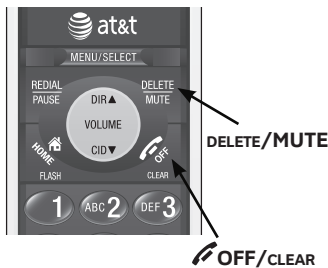 at&t
MENU/SELECT
REDIAL
PAUSE
DELETE
MUTE
DIR▲
VOLUME
CID▼
HOME
FLASH
OFF
CLEAR
1
ABC 2
DEF 3
DELETE/MUTE
OFF/CLEAR